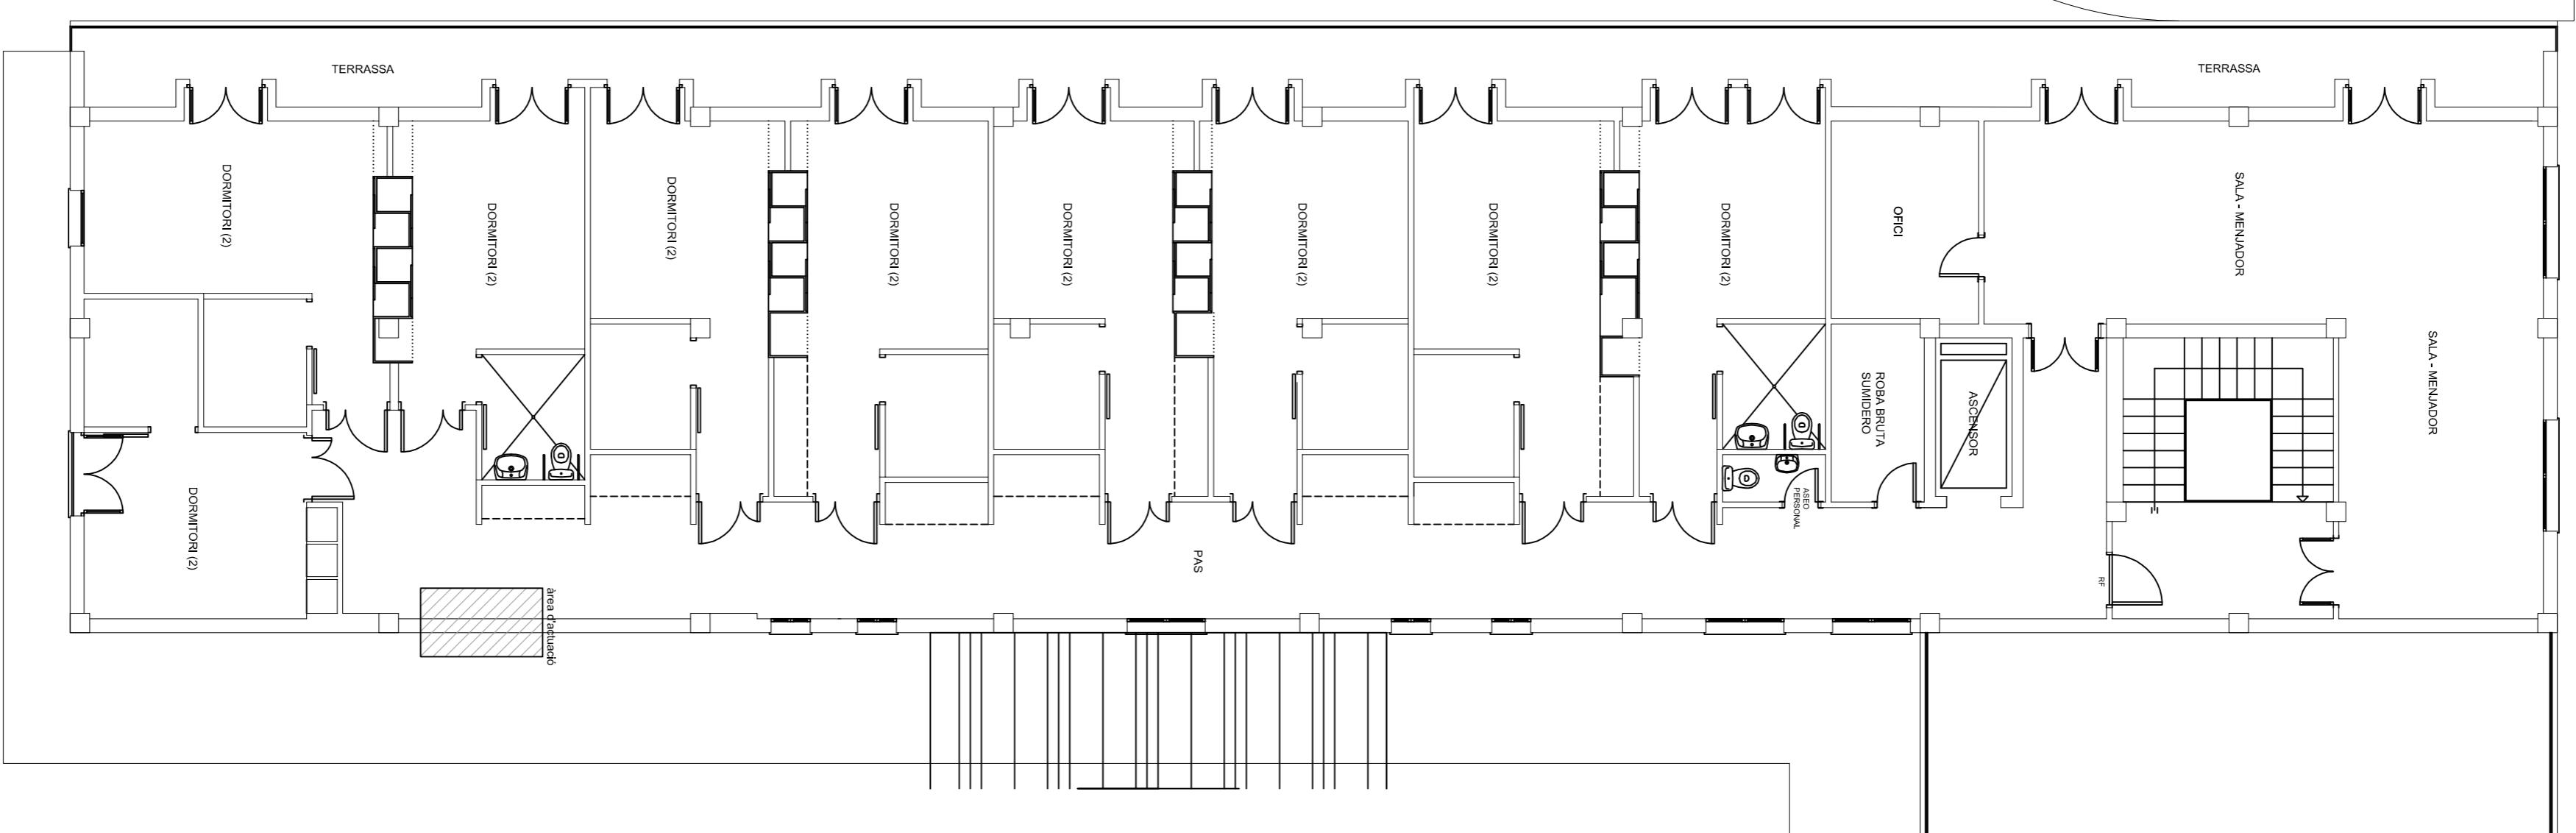 TERRASSA
TERRASSA
DORMITORI (2)
DORMITORI (2)
DORMITORI (2)
DORMITORI (2)
DORMITORI (2)
DORMITORI (2)
DORMITORI (2)
DORMITORI (2)
OFICI
SALA - MENJADOR
SALA - MENJADOR
ROBA BRUTA
SUMIDERO
ASCENSOR
DORMITORI (2)
ASEO
PERSONAL
PAS
RF
àrea d'actuació